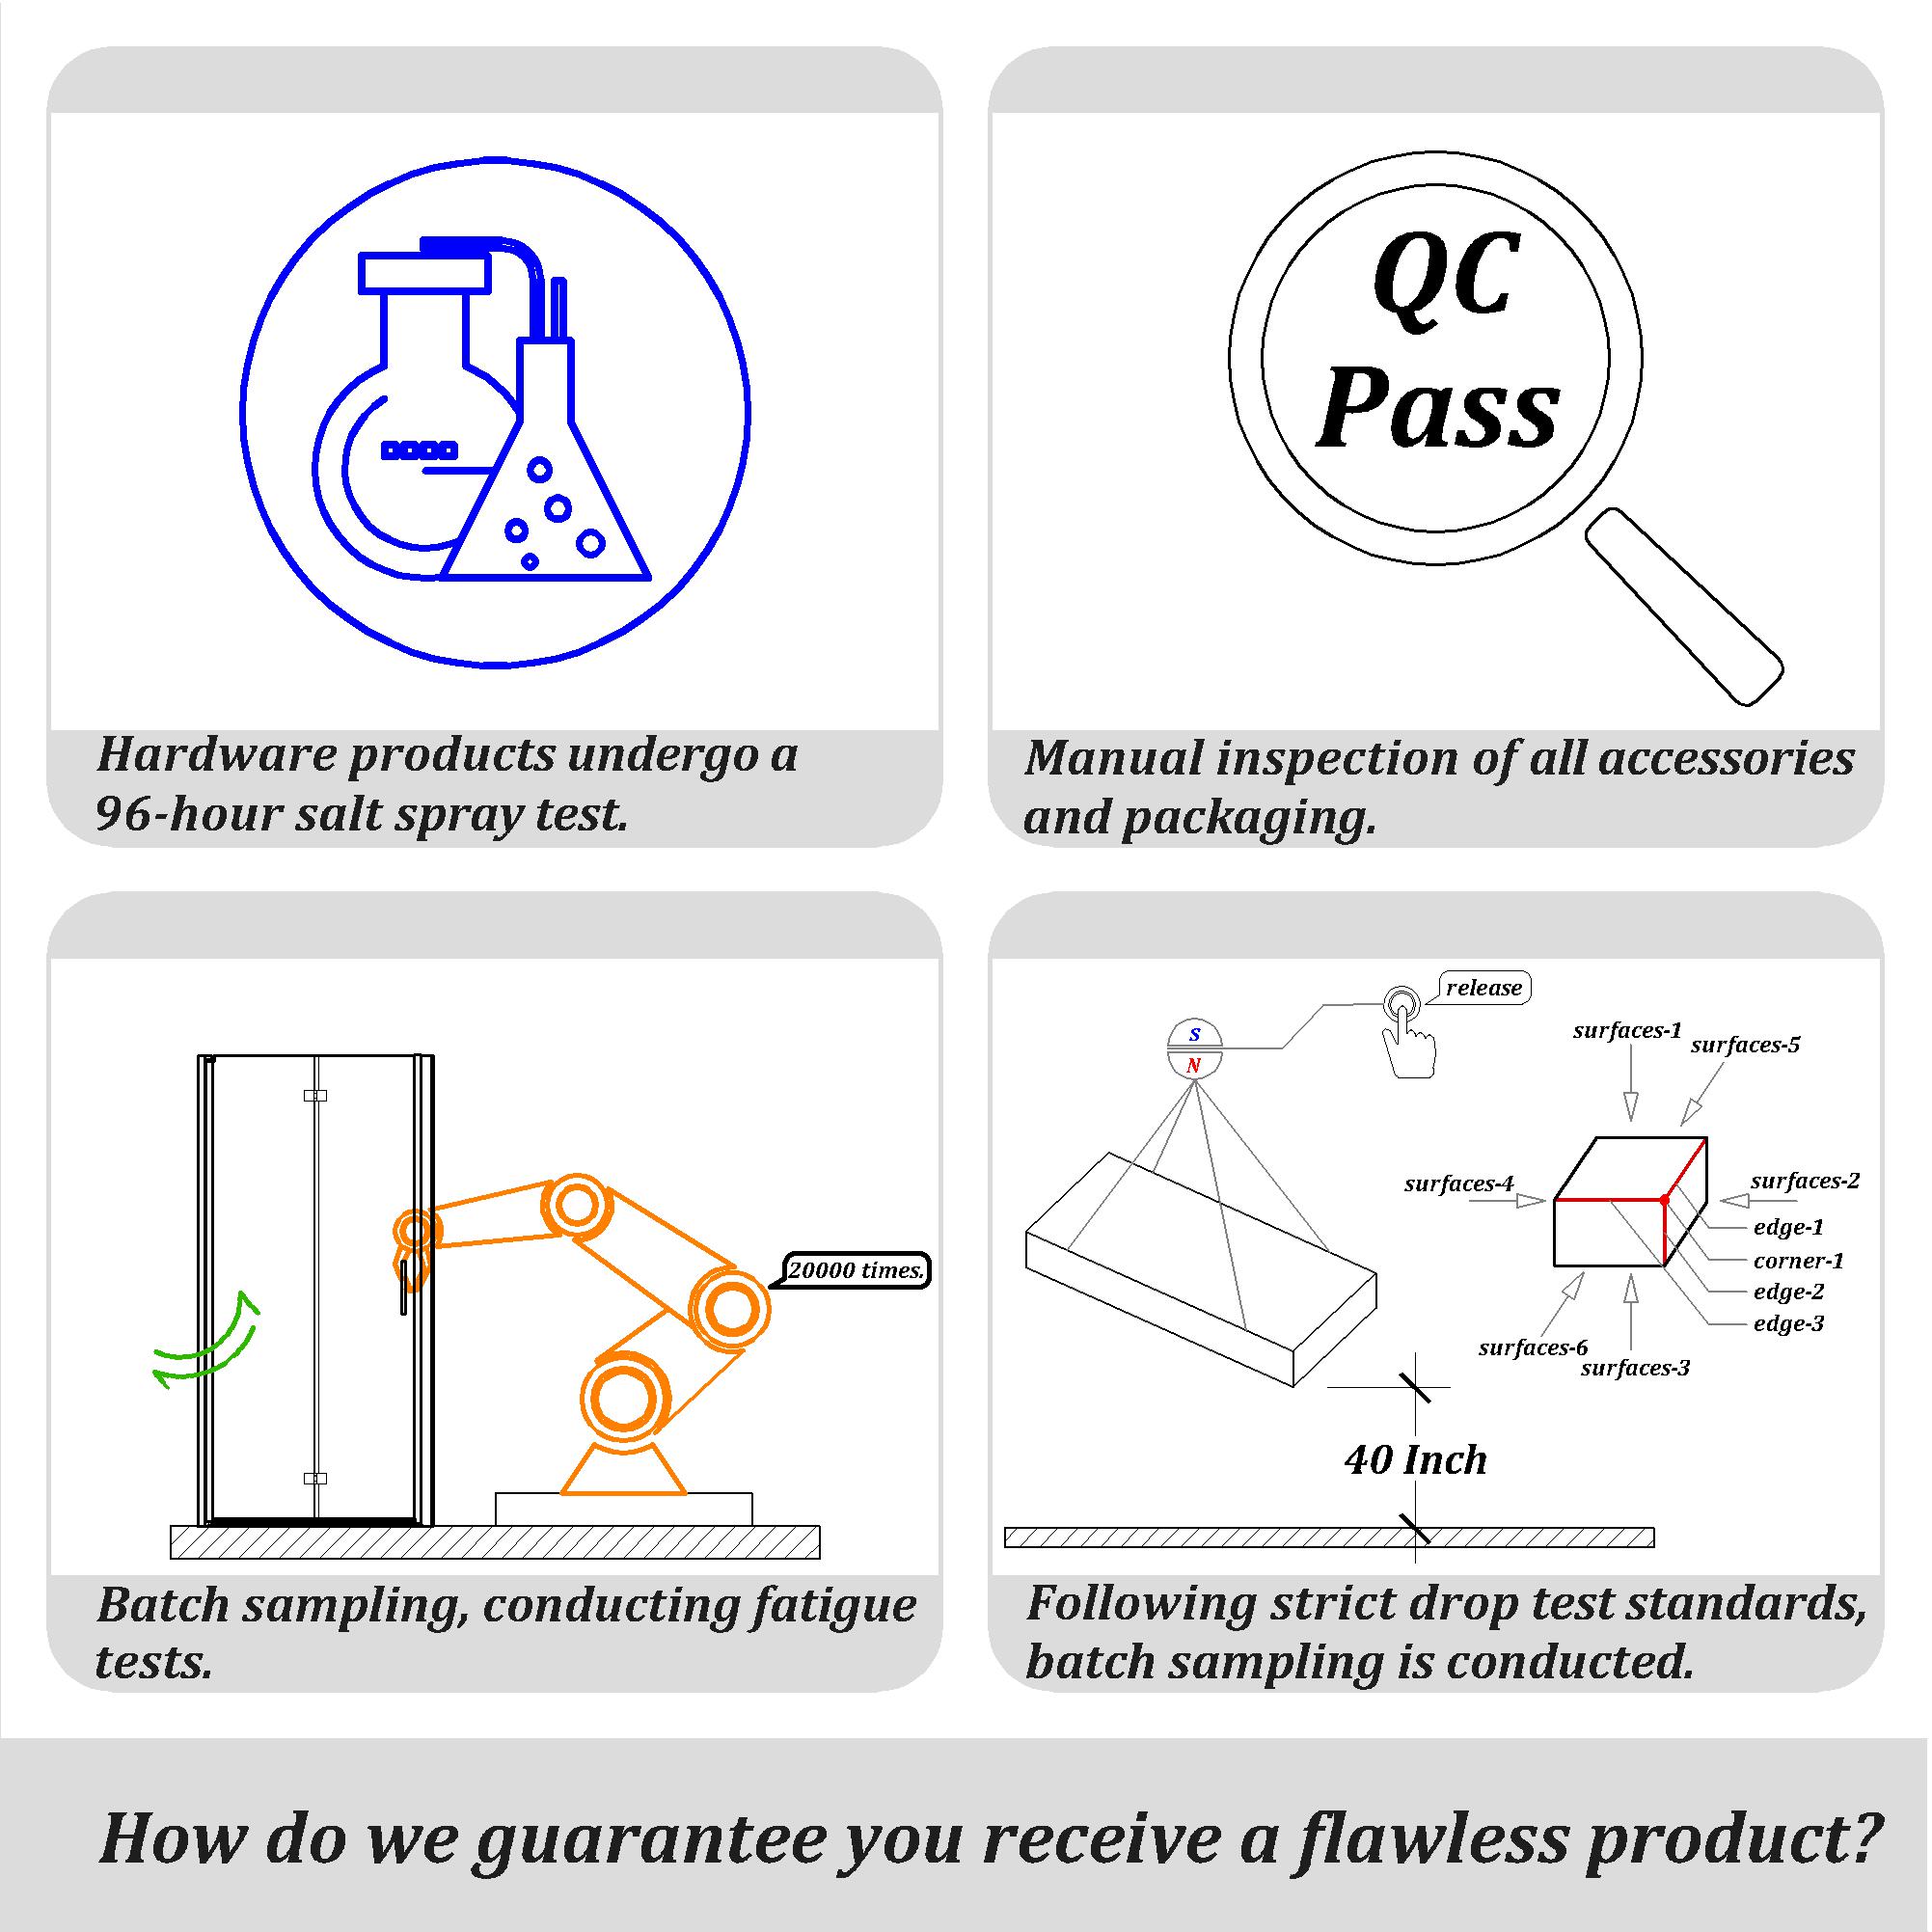 QC
Pass
Hardware products undergo a
96-hour salt spray test.
Manual inspection of all accessories
and packaging.
20000 times.
Batch sampling, conducting fatigue
tests.
release
S
N
surfaces-1
surfaces-5
surfaces-4
surfaces-2
edge-1
corner-1
edge-2
edge-3
surfaces-6
surfaces-3
40 Inch
Following strict drop test standards,
batch sampling is conducted.
How do we guarantee you receive a flawless product?